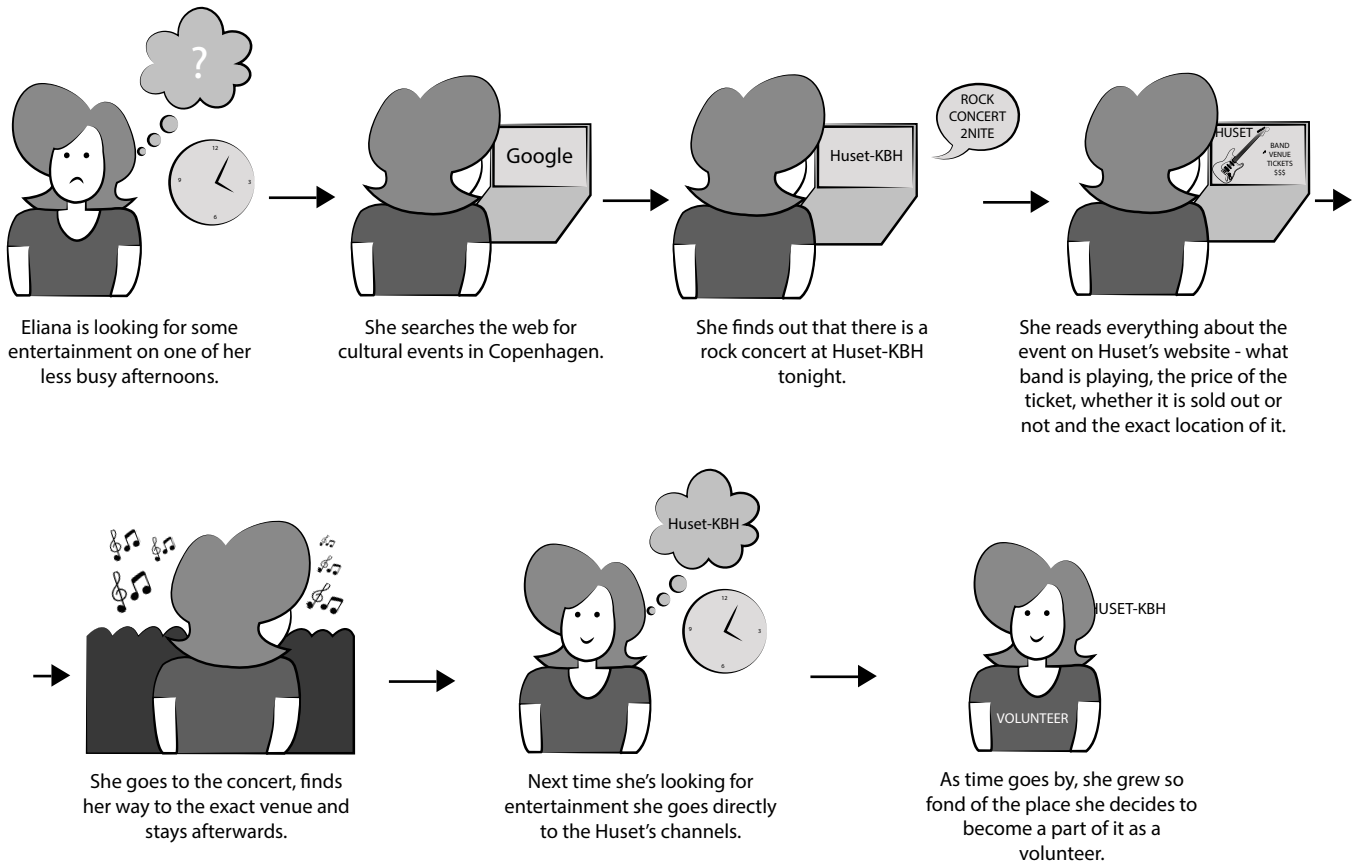 ?
12
9
3
6
Eliana is looking for some
entertainment on one of her
less busy afternoons.
Google
She searches the web for
cultural events in Copenhagen.
Huset-KBH
ROCK
CONCERT
2NITE
She finds out that there is a
rock concert at Huset-KBH
tonight.
HUSET
BAND
VENUE
TICKETS
$$$
She reads everything about the
event on Huset's website - what
band is playing, the price of the
ticket, whether it is sold out or
not and the exact location of it.
She goes to the concert, finds
her way to the exact venue and
stays afterwards.
Huset-KBH
12
9
3
6
Next time she's looking for
entertainment she goes directly
to the Huset's channels.
HUSET-KBH
VOLUNTEER
As time goes by, she grew so
fond of the place she decides to
become a part of it as a
volunteer.